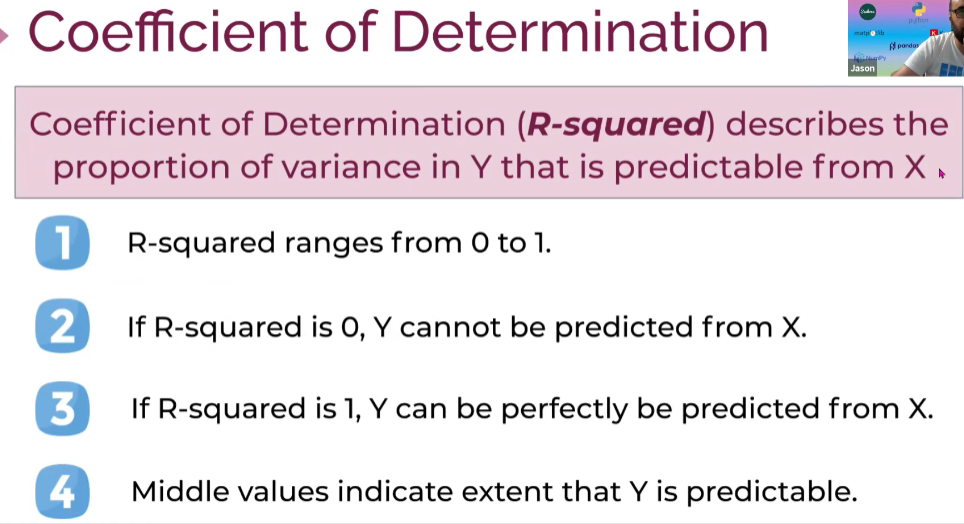 Coefficient of Determination
python
pandas
Jason
Coefficient of Determination (R-squared) describes the
proportion of variance in Y that is predictable from X
1 R-squared ranges from 0 to 1.
2 If R-squared is 0, Y cannot be predicted from X.
3 If R-squared is 1, Y can be perfectly be predicted from X.
4 Middle values indicate extent that Y is predictable.